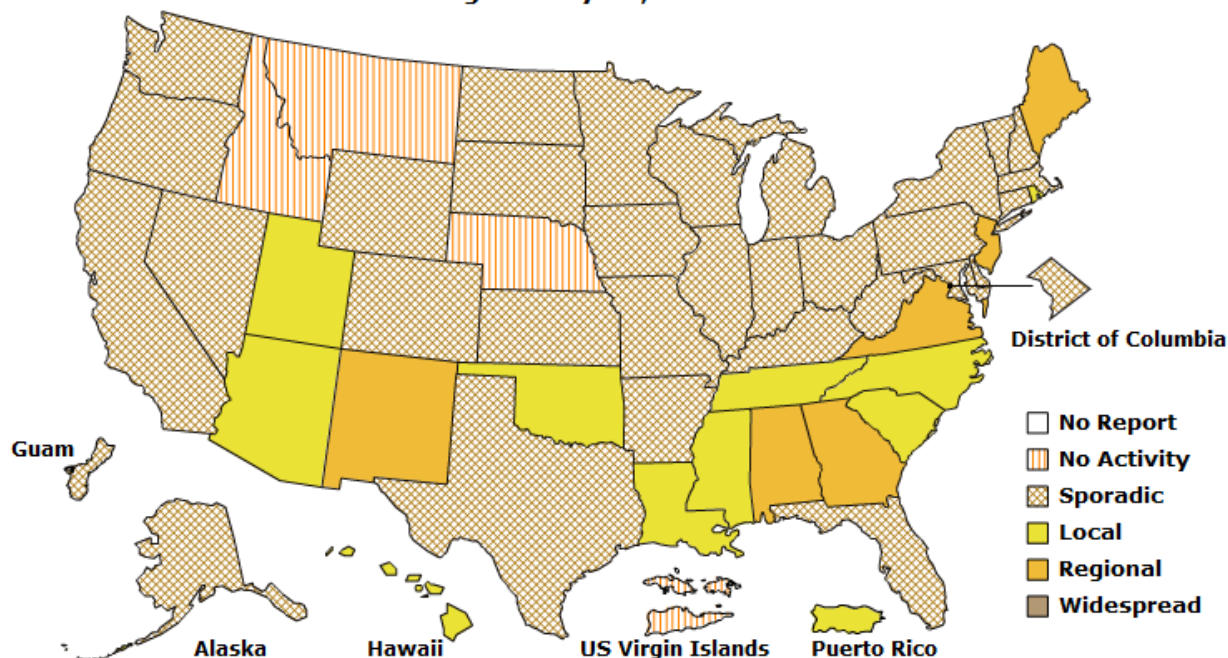 District of Columbia
No Report
Guam
No Activity
Sporadic
Local
Regional
Widespread
Alaska
Hawaii
US Virgin Islands
Puerto Rico